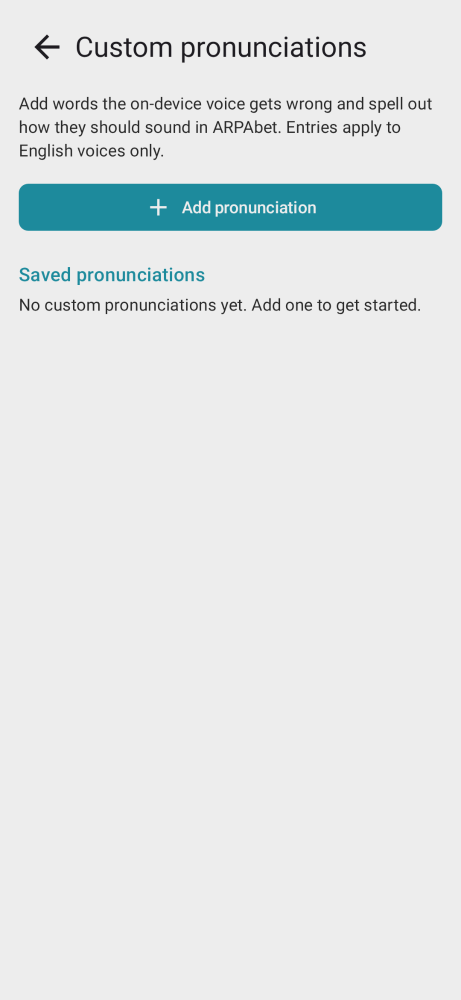 Custom pronunciations
Add words the on-device voice gets wrong and spell out
how they should sound in ARPAbet. Entries apply to
English voices only.
Add pronunciation
Saved pronunciations
No custom pronunciations yet. Add one to get started.